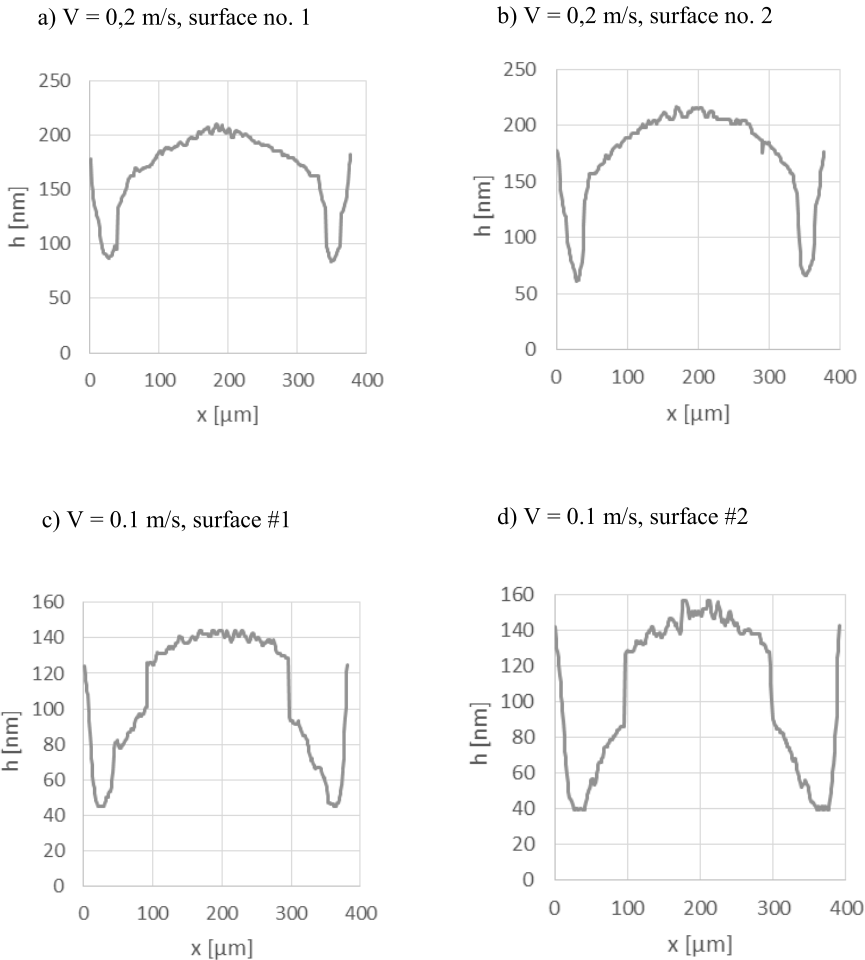 a) V = 0,2 m/s, surface no. 1
250
200
150
100
50
0
h [nm]
0 100 200 300 400
x [μm]
b) V = 0,2 m/s, surface no. 2
250
200
150
100
50
0
h [nm]
0 100 200 300 400
x [μm]
c) V = 0.1 m/s, surface #1
160
140
120
100
80
60
40
20
0
h [nm]
0 100 200 300 400
x [μm]
d) V = 0.1 m/s, surface #2
160
140
120
100
80
60
40
20
0
h [nm]
0 100 200 300 400
x [μm]